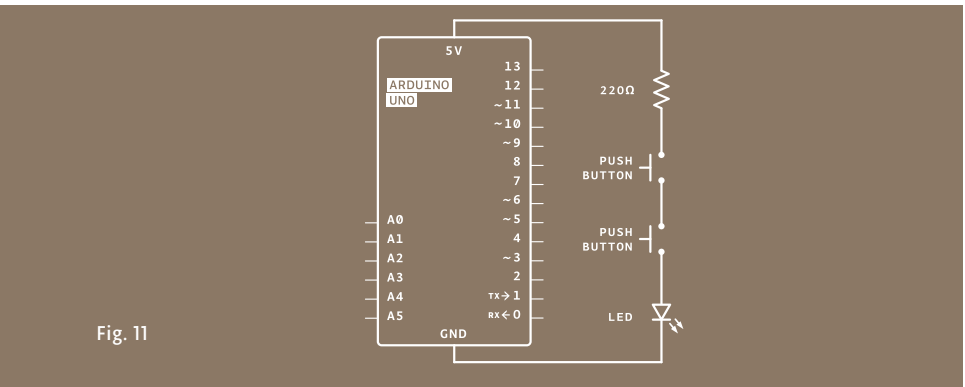 5V
ARDUINO
UNO
13
12
~11
~10
~9
8
7
~6
~5
4
~3
2
TX→1
RX←0
A0
A1
A2
A3
A4
A5
GND
220Ω
PUSH
BUTTON
PUSH
BUTTON
LED
Fig. 11